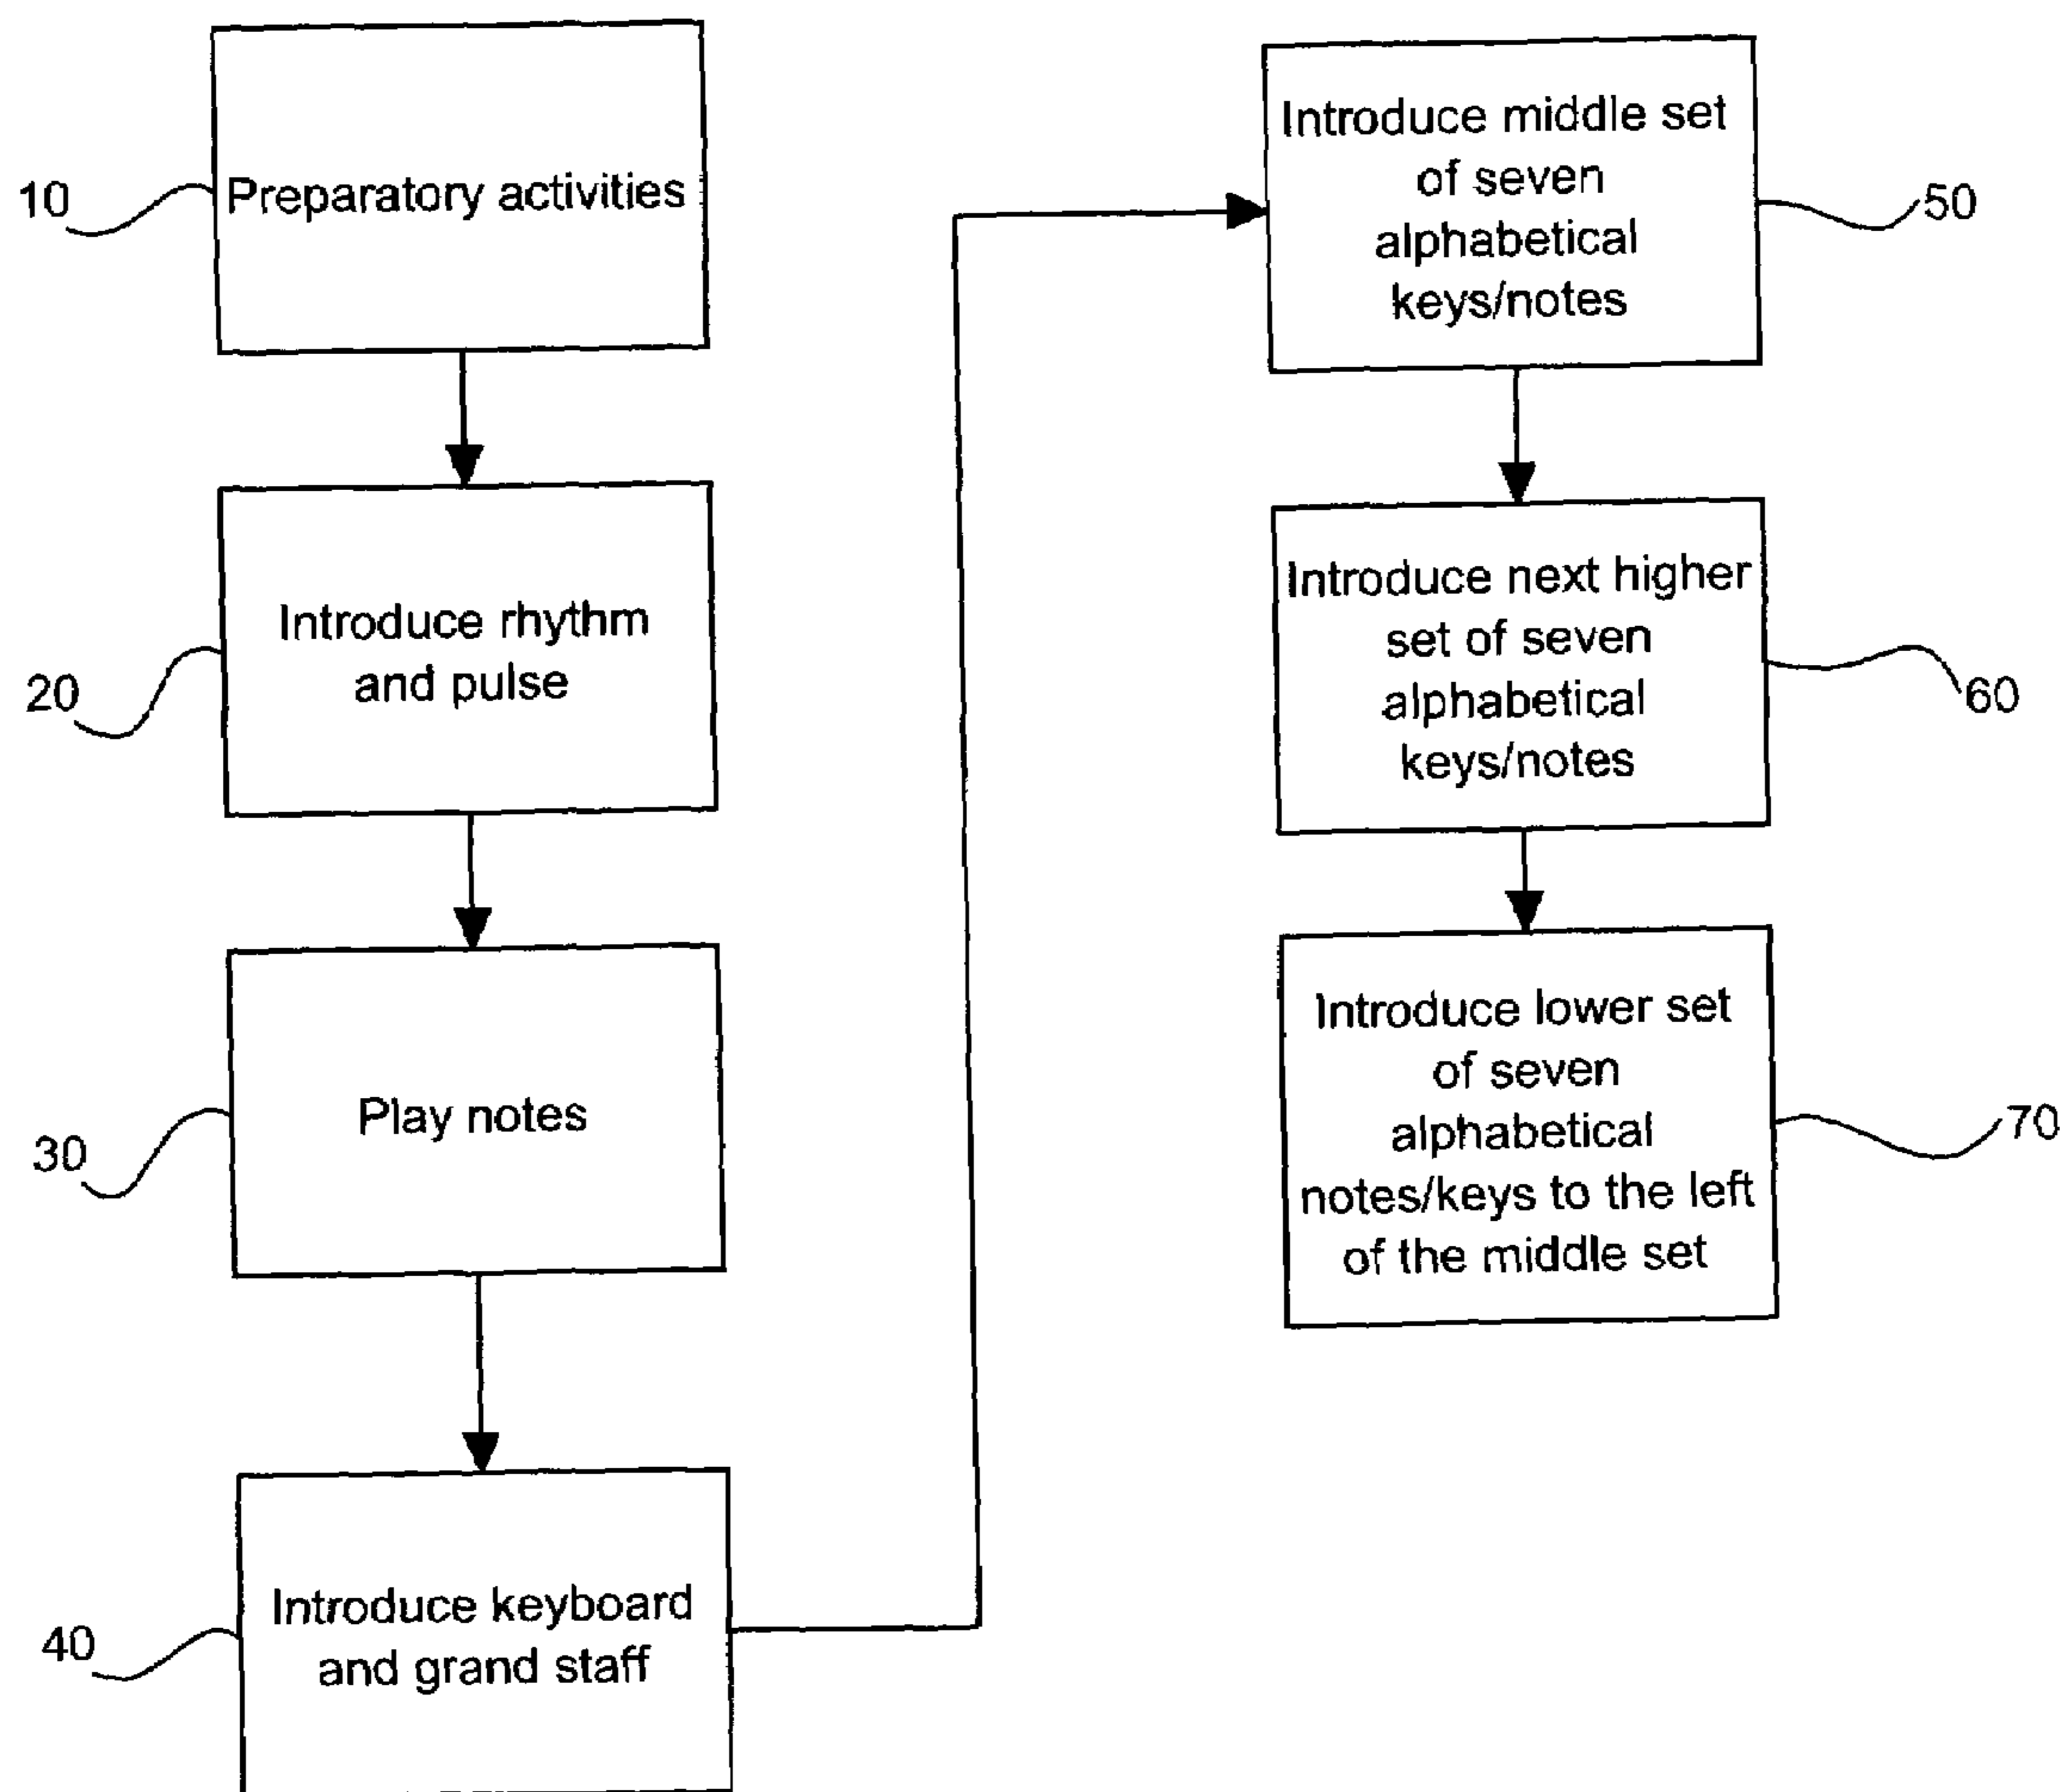 10
Preparatory activities
20
Introduce rhythm
and pulse
30
Play notes
40
Introduce keyboard
and grand staff
Introduce middle set
of seven
alphabetical
keys/notes
50
Introduce next higher
set of seven
alphabetical
keys/notes
60
Introduce lower set
of seven
alphabetical
notes/keys to the left
of the middle set
70